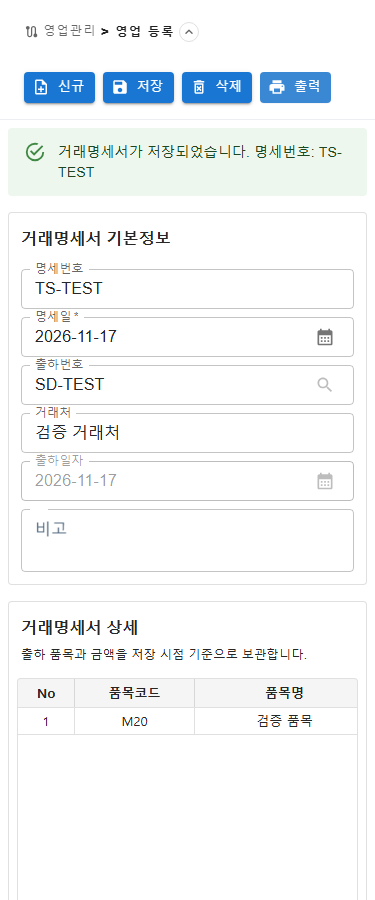 영업관리 > 영업 등록
신규 저장 삭제 출력
거래명세서가 저장되었습니다. 명세번호: TS-
TEST
거래명세서 기본정보
명세번호
TS-TEST
명세일 *
2026-11-17
출하번호
SD-TEST
거래처
검증 거래처
출하일자
2026-11-17
비고
거래명세서 상세
출하 품목과 금액을 저장 시점 기준으로 보관합니다.
No 품목코드 품목명
1 M20 검증 품목